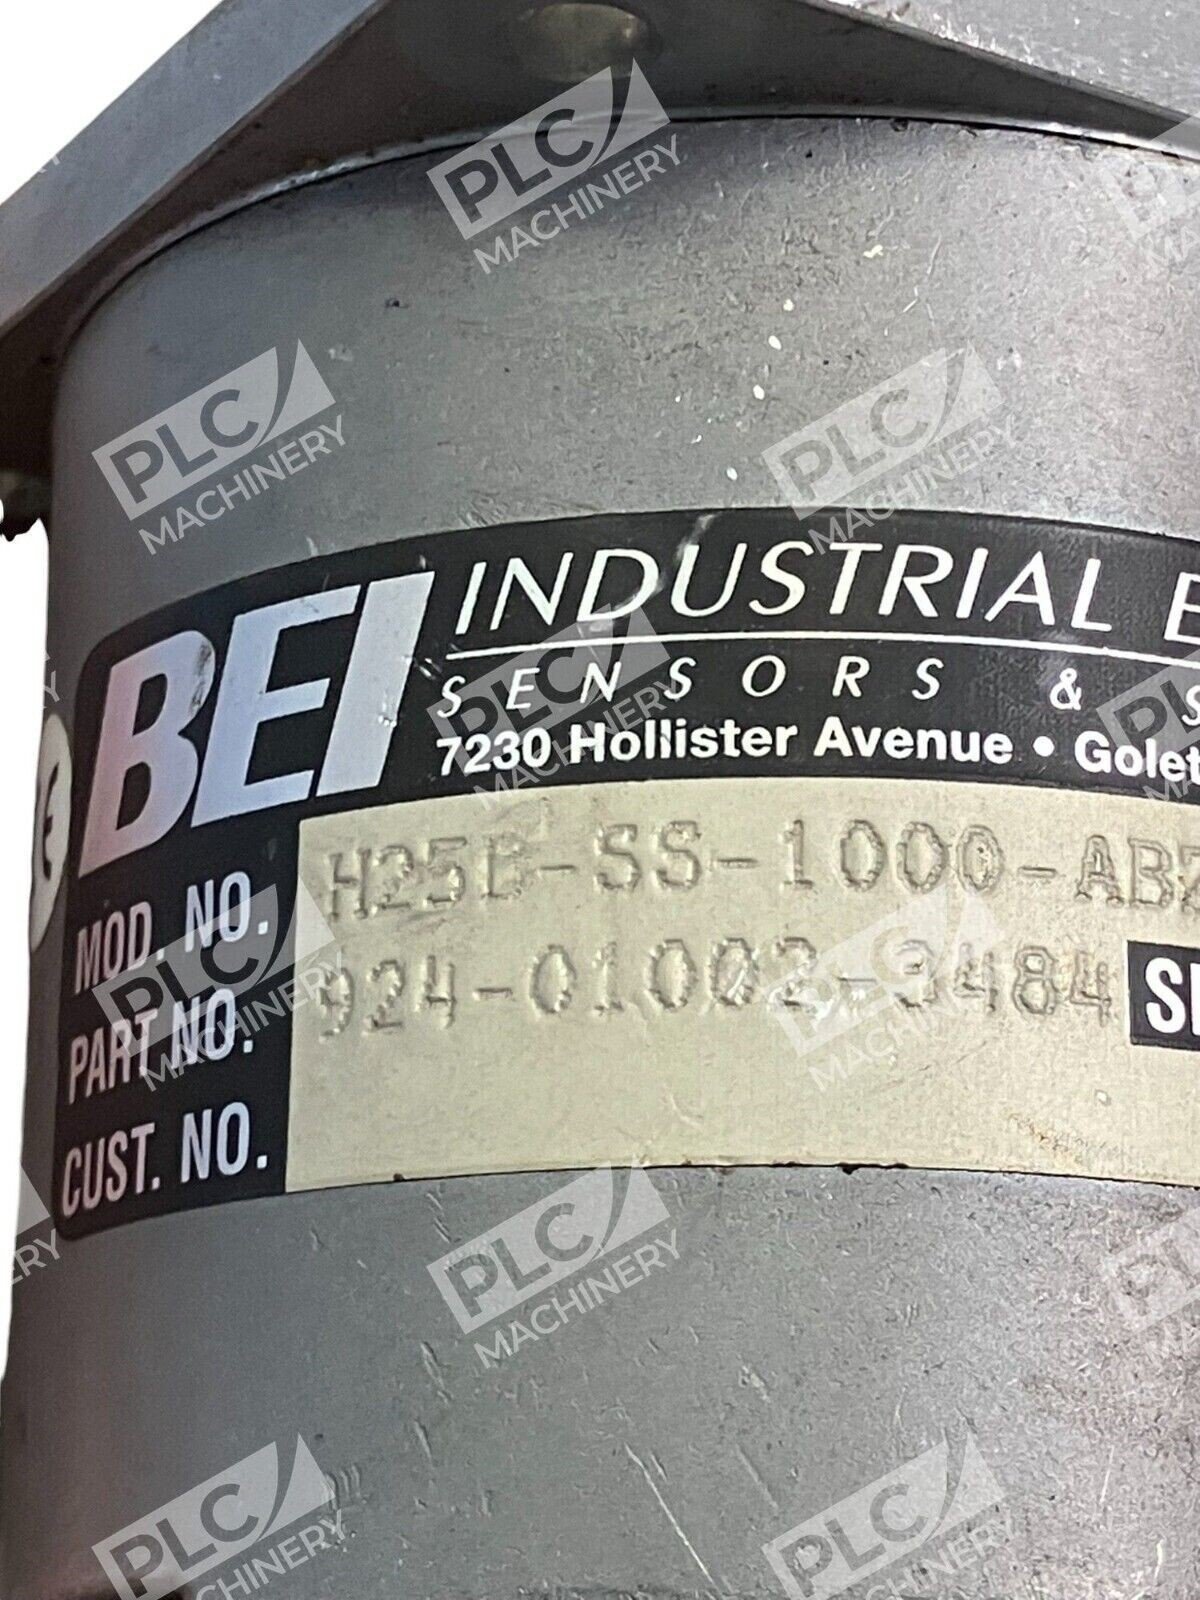 BEI INDUSTRIAL E
SENSORS & S
7230 Hollister Avenue • Golet
MOD. NO. H25E-SS-1000-ABZ
PART NO. 924-01002-3484 SE
CUST. NO.
PLC MACHINERY